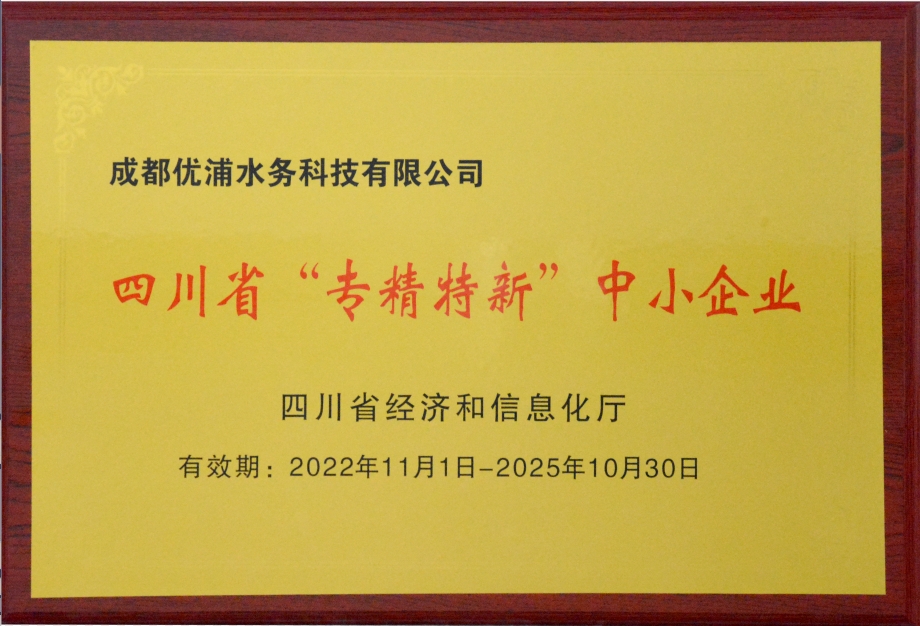 成都优浦水务科技有限公司
四川省“专精特新”中小企业
四川省经济和信息化厅
有效期：2022年11月1日-2025年10月30日